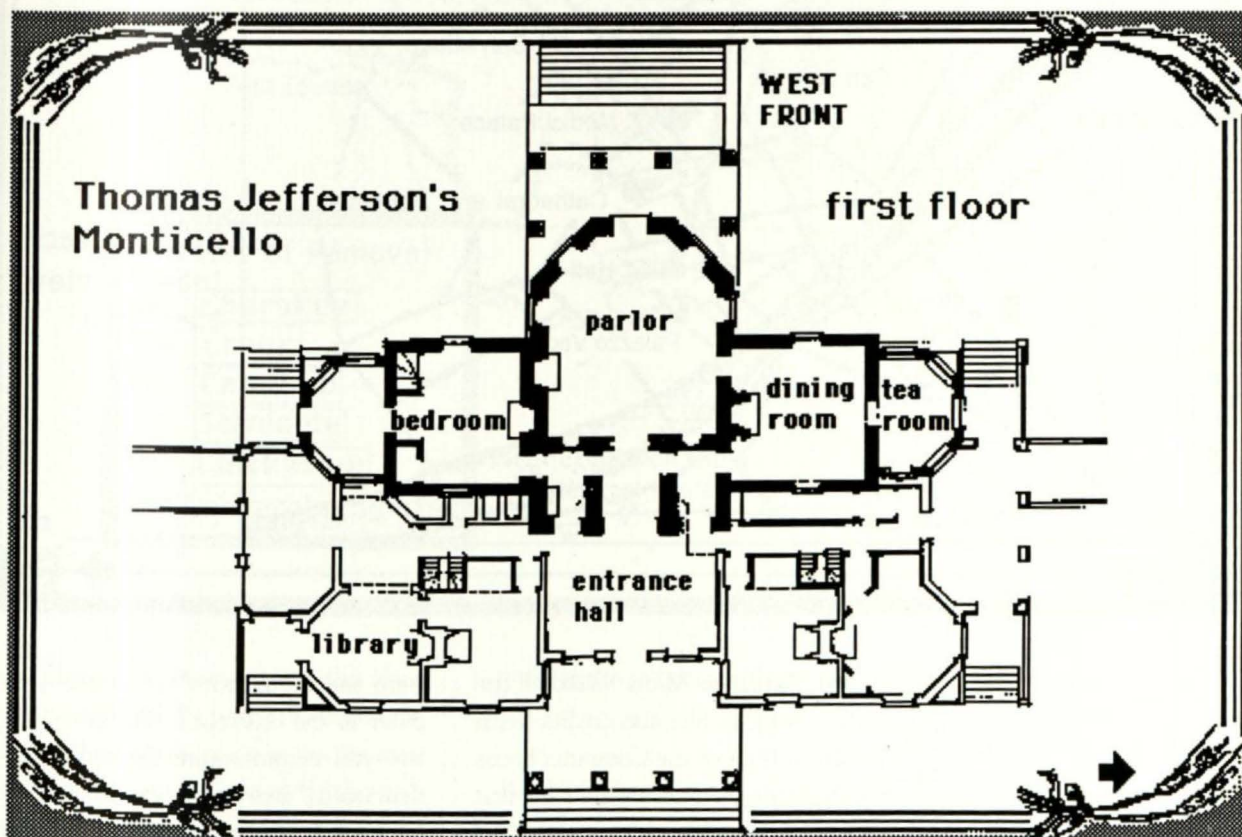 WEST
FRONT
Thomas Jefferson's
Monticello
first floor
parlor
bedroom
dining
room
tea
room
entrance
hall
library